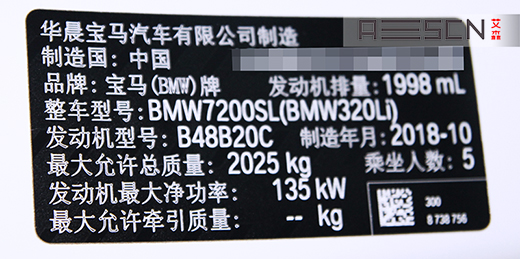 AESON 艾森
华晨宝马汽车有限公司制造
制造国：中国
品牌：宝马(BMW)牌 发动机排量：1998 mL
整车型号：BMW7200SL(BMW320Li)
发动机型号：B48B20C 制造年月：2018-10
最大允许总质量：2025 kg 乘坐人数：5
发动机最大净功率：135 kW
最大允许牵引质量：-- kg
300
8 738 756